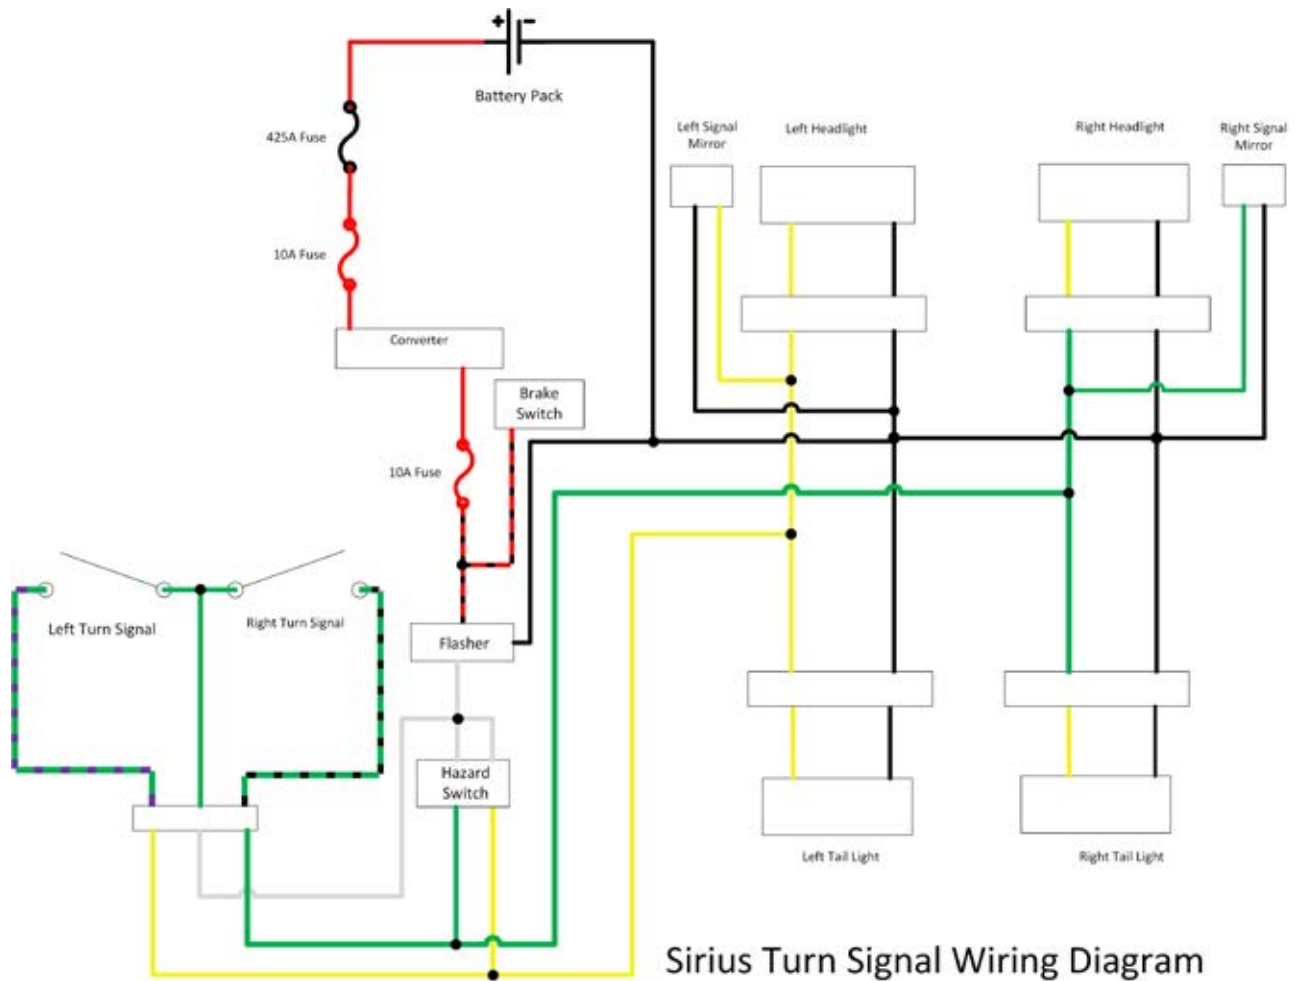 + -
Battery Pack
425A Fuse
10A Fuse
Converter
Brake
Switch
10A Fuse
Left Signal
Mirror
Left Headlight
Right Headlight
Right Signal
Mirror
Left Turn Signal
Right Turn Signal
Flasher
Hazard
Switch
Left Tail Light
Right Tail Light
Sirius Turn Signal Wiring Diagram